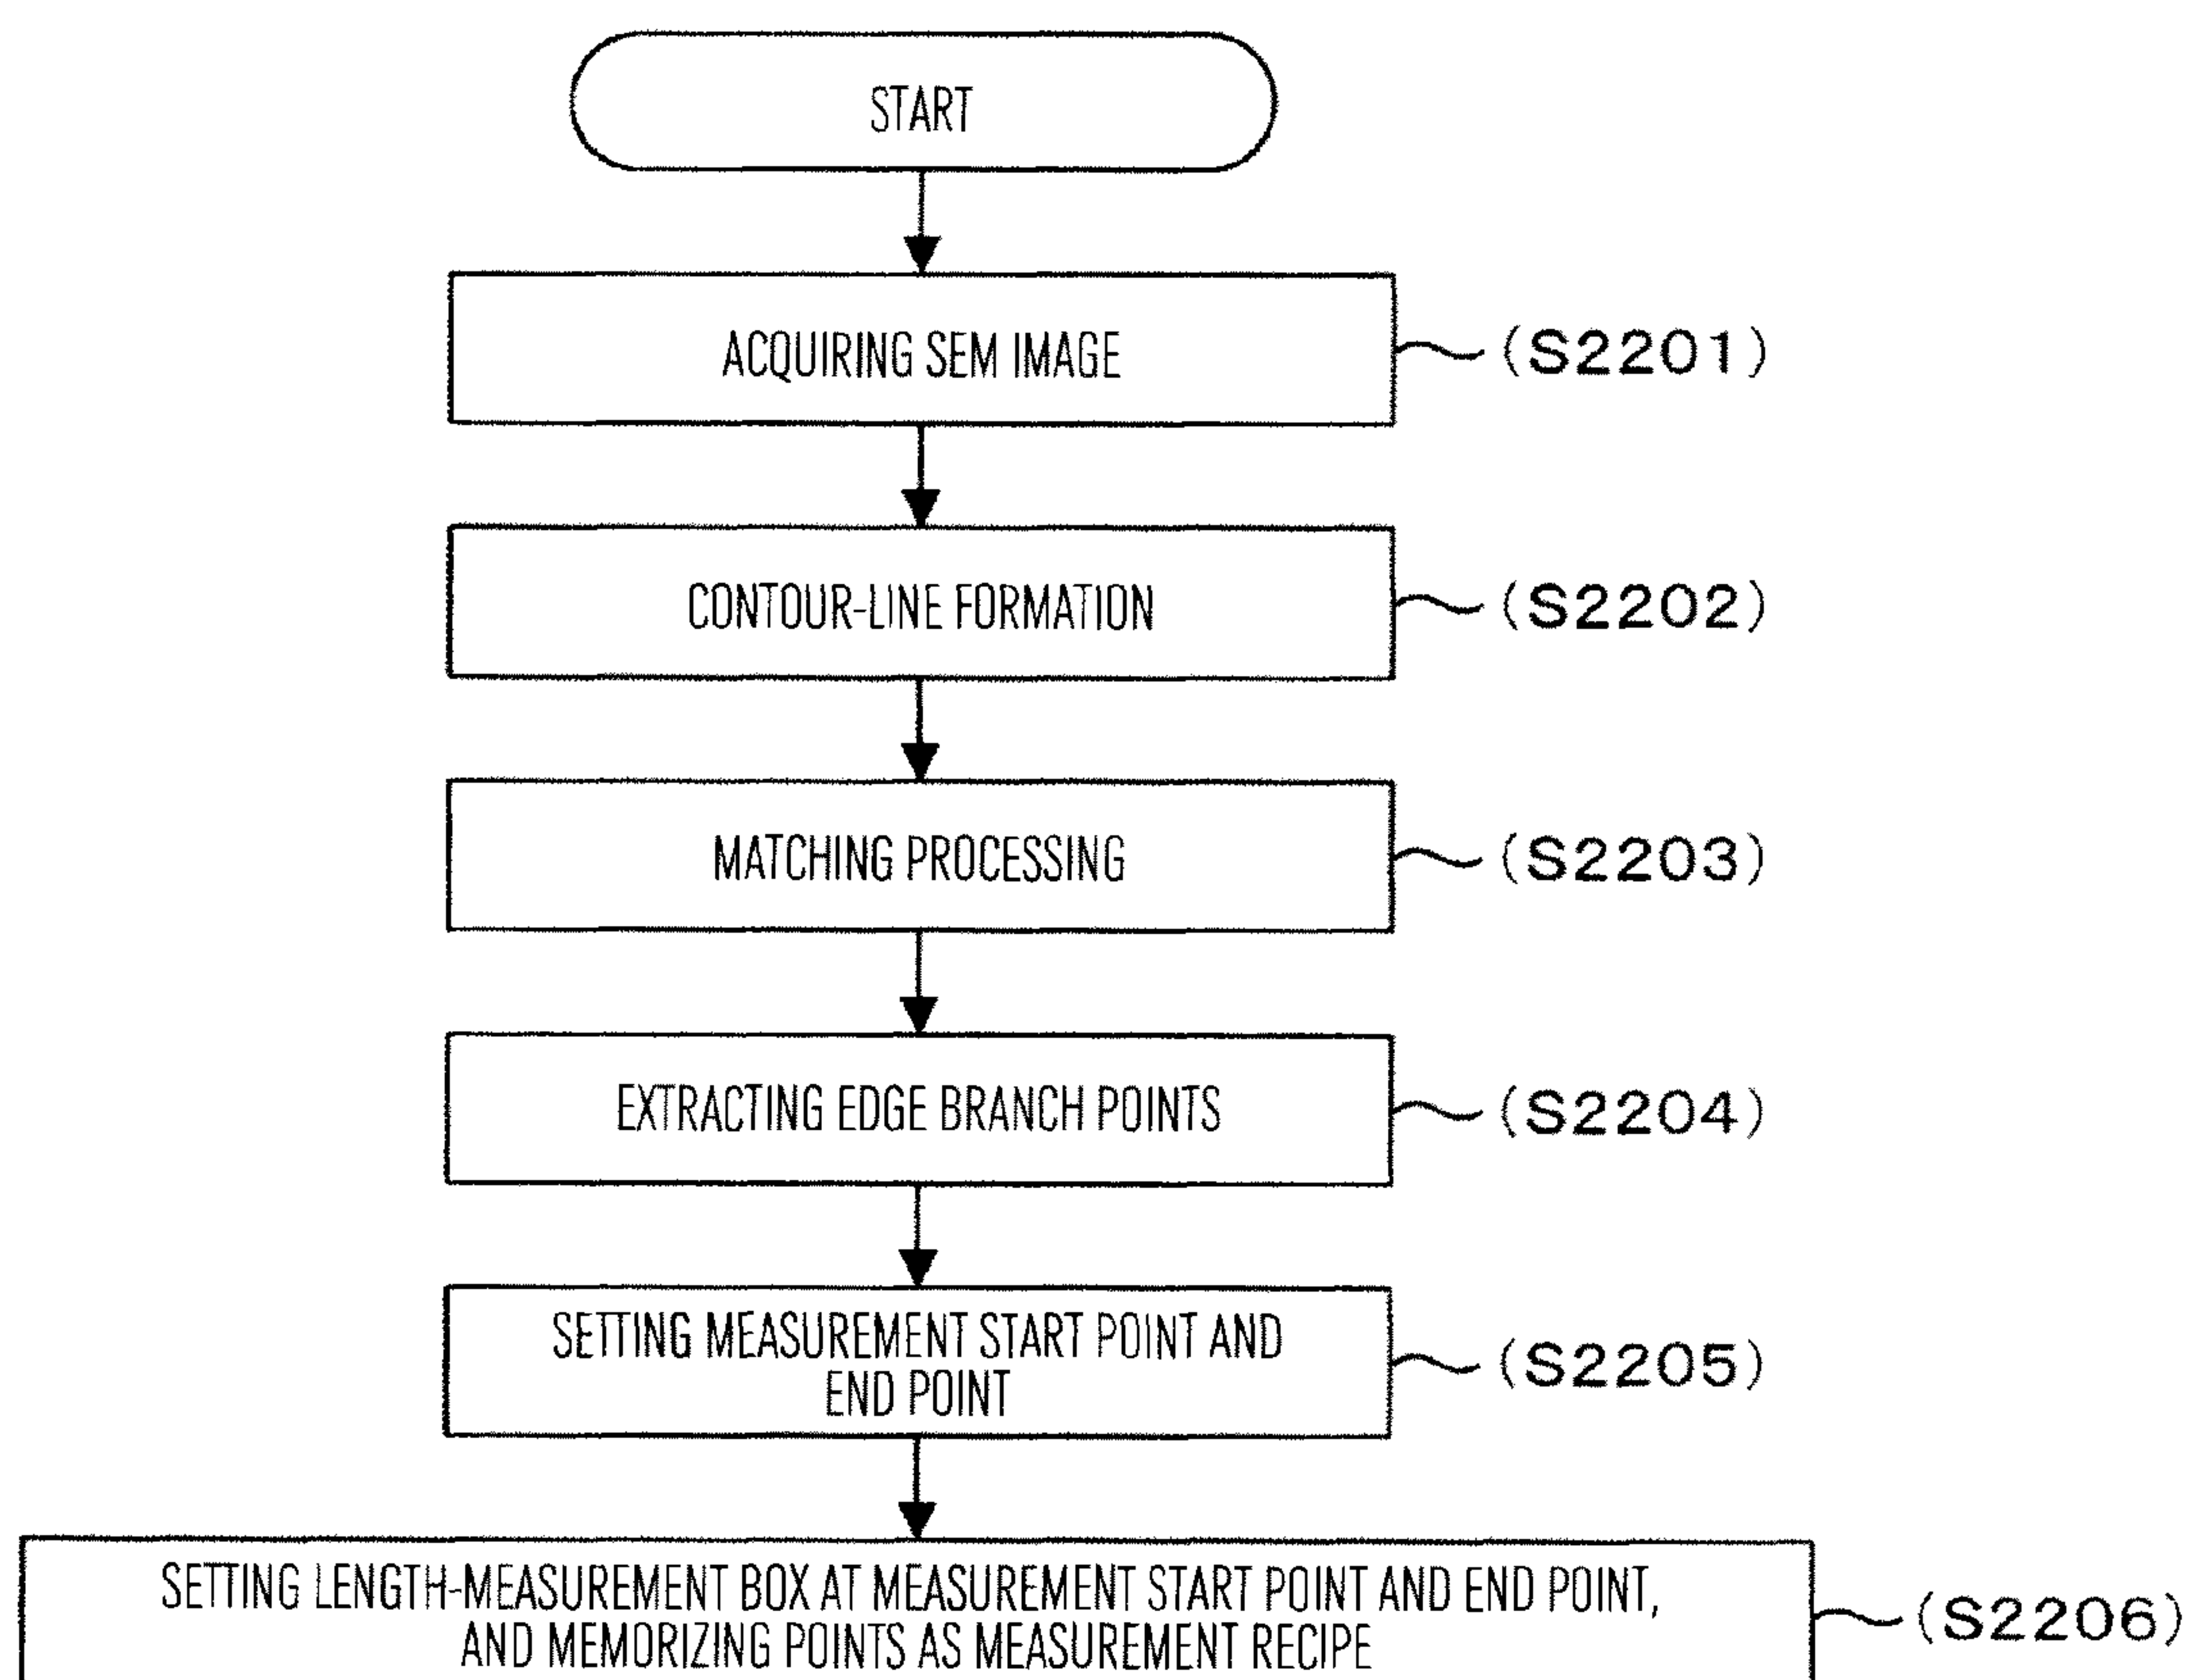 START
ACQUIRING SEM IMAGE
(S2201)
CONTOUR-LINE FORMATION
(S2202)
MATCHING PROCESSING
(S2203)
EXTRACTING EDGE BRANCH POINTS
(S2204)
SETTING MEASUREMENT START POINT AND
END POINT
(S2205)
SETTING LENGTH-MEASUREMENT BOX AT MEASUREMENT START POINT AND END POINT,
AND MEMORIZING POINTS AS MEASUREMENT RECIPE
(S2206)